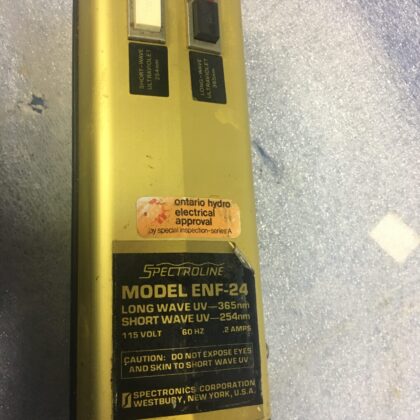 SHORT-WAVE
ULTRAVIOLET
254nm
LONG-WAVE
ULTRAVIOLET
365nm
ontario hydro
electrical
approval
by special inspection-series A
SPECTROLINE
MODEL ENF-24
LONG WAVE UV—365nm
SHORT WAVE UV—254nm
115 VOLT 60 HZ .2 AMPS
CAUTION: DO NOT EXPOSE EYES
AND SKIN TO SHORT WAVE UV
SPECTRONICS CORPORATION
WESTBURY, NEW YORK, U.S.A.